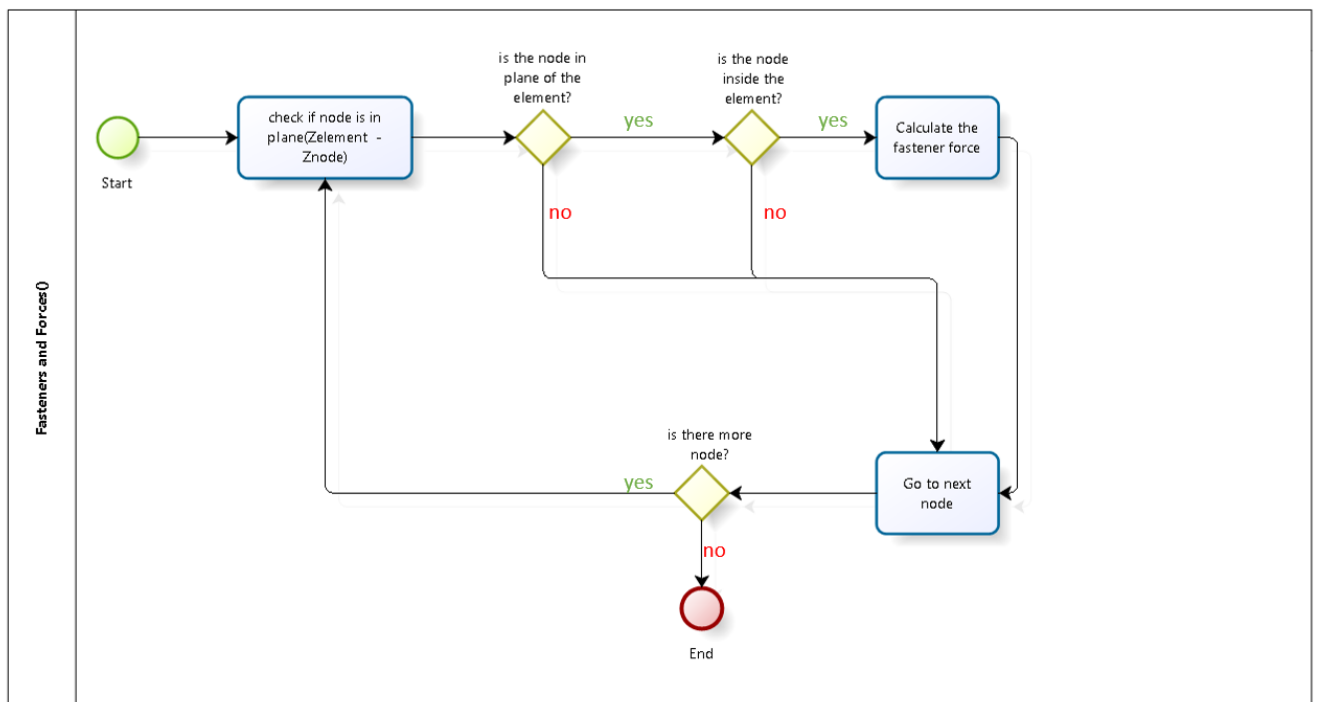 Fasteners and Forces()
Start
check if node is in
plane(Zelement -
Znode)
is the node in
plane of the
element?
yes
no
is the node
inside the
element?
yes
no
Calculate the
fastener force
Go to next
node
is there more
node?
yes
no
End